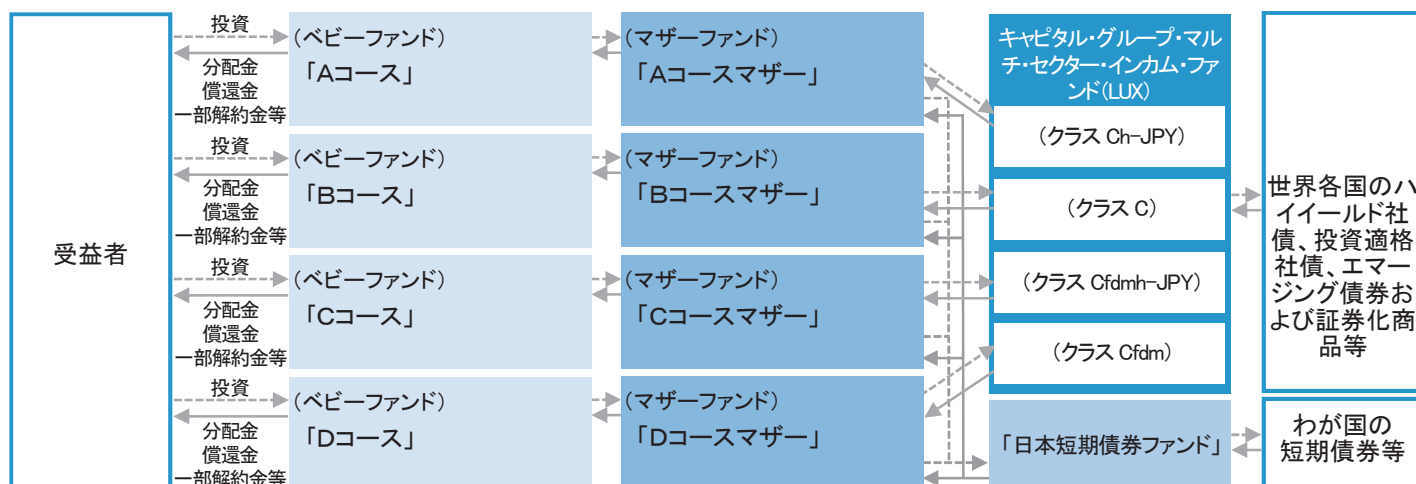 受益者
投資
分配金
償還金
一部解約金等
(ベビーファンド)
「Aコース」
(マザーファンド)
「Aコースマザー」
投資
分配金
償還金
一部解約金等
(ベビーファンド)
「Bコース」
(マザーファンド)
「Bコースマザー」
投資
分配金
償還金
一部解約金等
(ベビーファンド)
「Cコース」
(マザーファンド)
「Cコースマザー」
投資
分配金
償還金
一部解約金等
(ベビーファンド)
「Dコース」
(マザーファンド)
「Dコースマザー」
キャピタル・グループ・マル
チ・セクター・インカム・ファ
ンド(LUX)
(クラス Ch-JPY)
(クラス C)
(クラス Cfdmh-JPY)
(クラス Cfdm)
「日本短期債券ファンド」
世界各国のハ
イイールド社
債、投資適格
社債、エマー
ジング債券お
よび証券化商
品等
わが国の
短期債券等